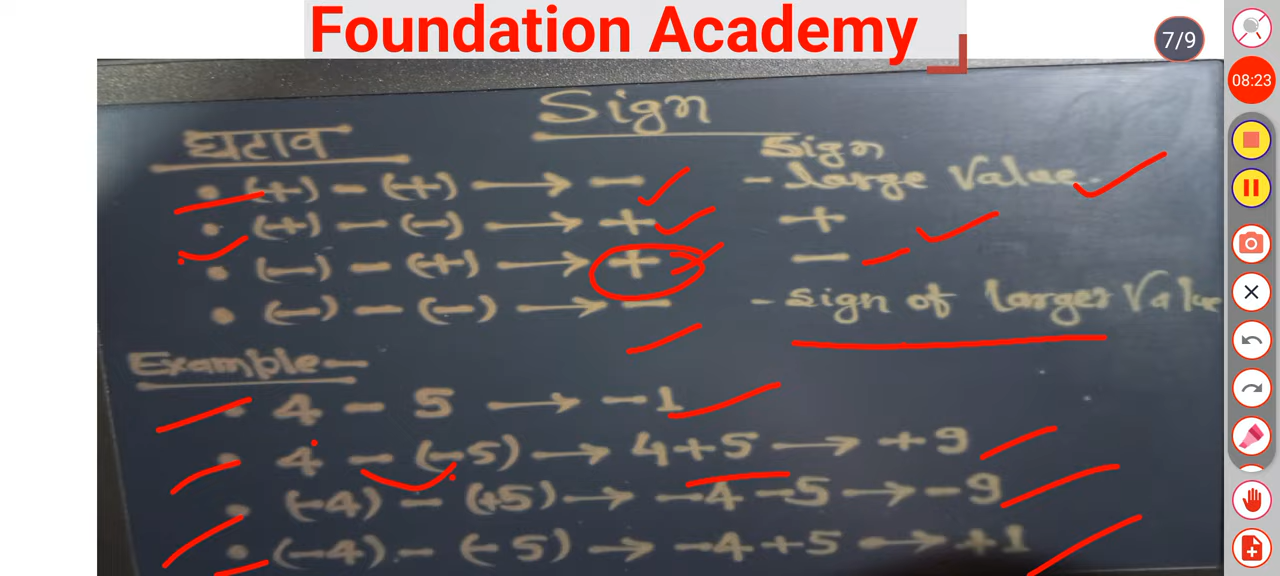 Foundation Academy
7/9
08:23
Sign
घटाव
Sign
• (+) - (+) → - - large Value.
• (+) - (-) → + +
• (-) - (+) → + -
• (-) - (-) → - - sign of larger Value
Example-
• 4 - 5 → -1
• 4 - (-5) → 4+5 → +9
• (-4) - (+5) → -4-5 → -9
• (-4) - (-5) → -4+5 → +1